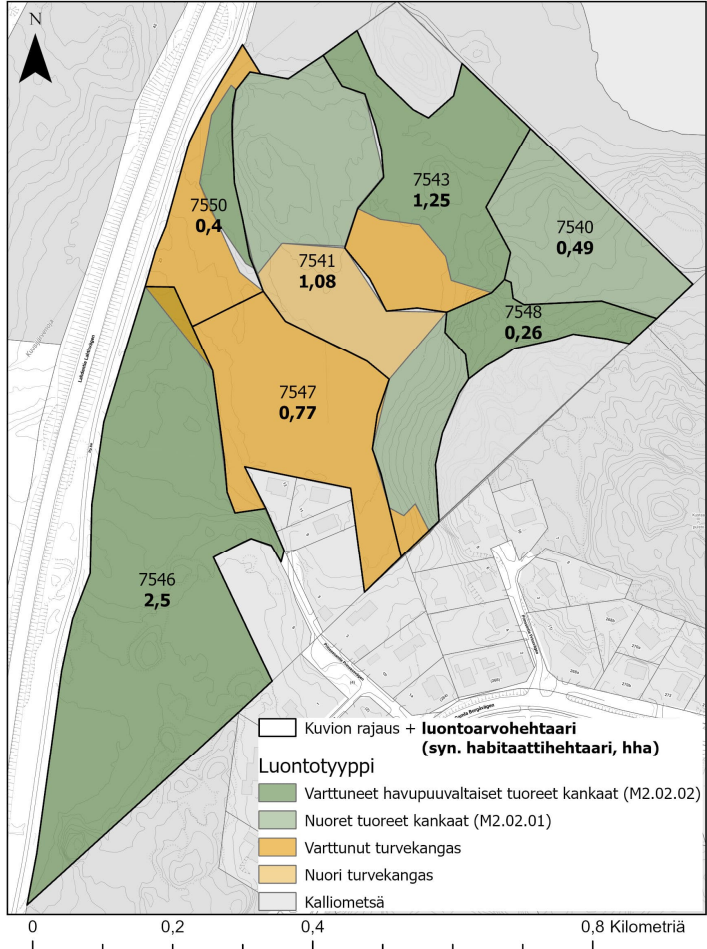 N
7543
1,25
7550
0,4
7540
0,49
7541
1,08
7548
0,26
7547
0,77
7546
2,5
Kuvion rajaus + luontoarvohehtaari
(syn. habitaattihehtaari, hha)
Luontotyyppi
Varttuneet havupuuvaltaiset tuoreet kankaat (M2.02.02)
Nuoret tuoreet kankaat (M2.02.01)
Varttunut turvekangas
Nuori turvekangas
Kalliometsä
0 0,2 0,4 0,8 Kilometriä